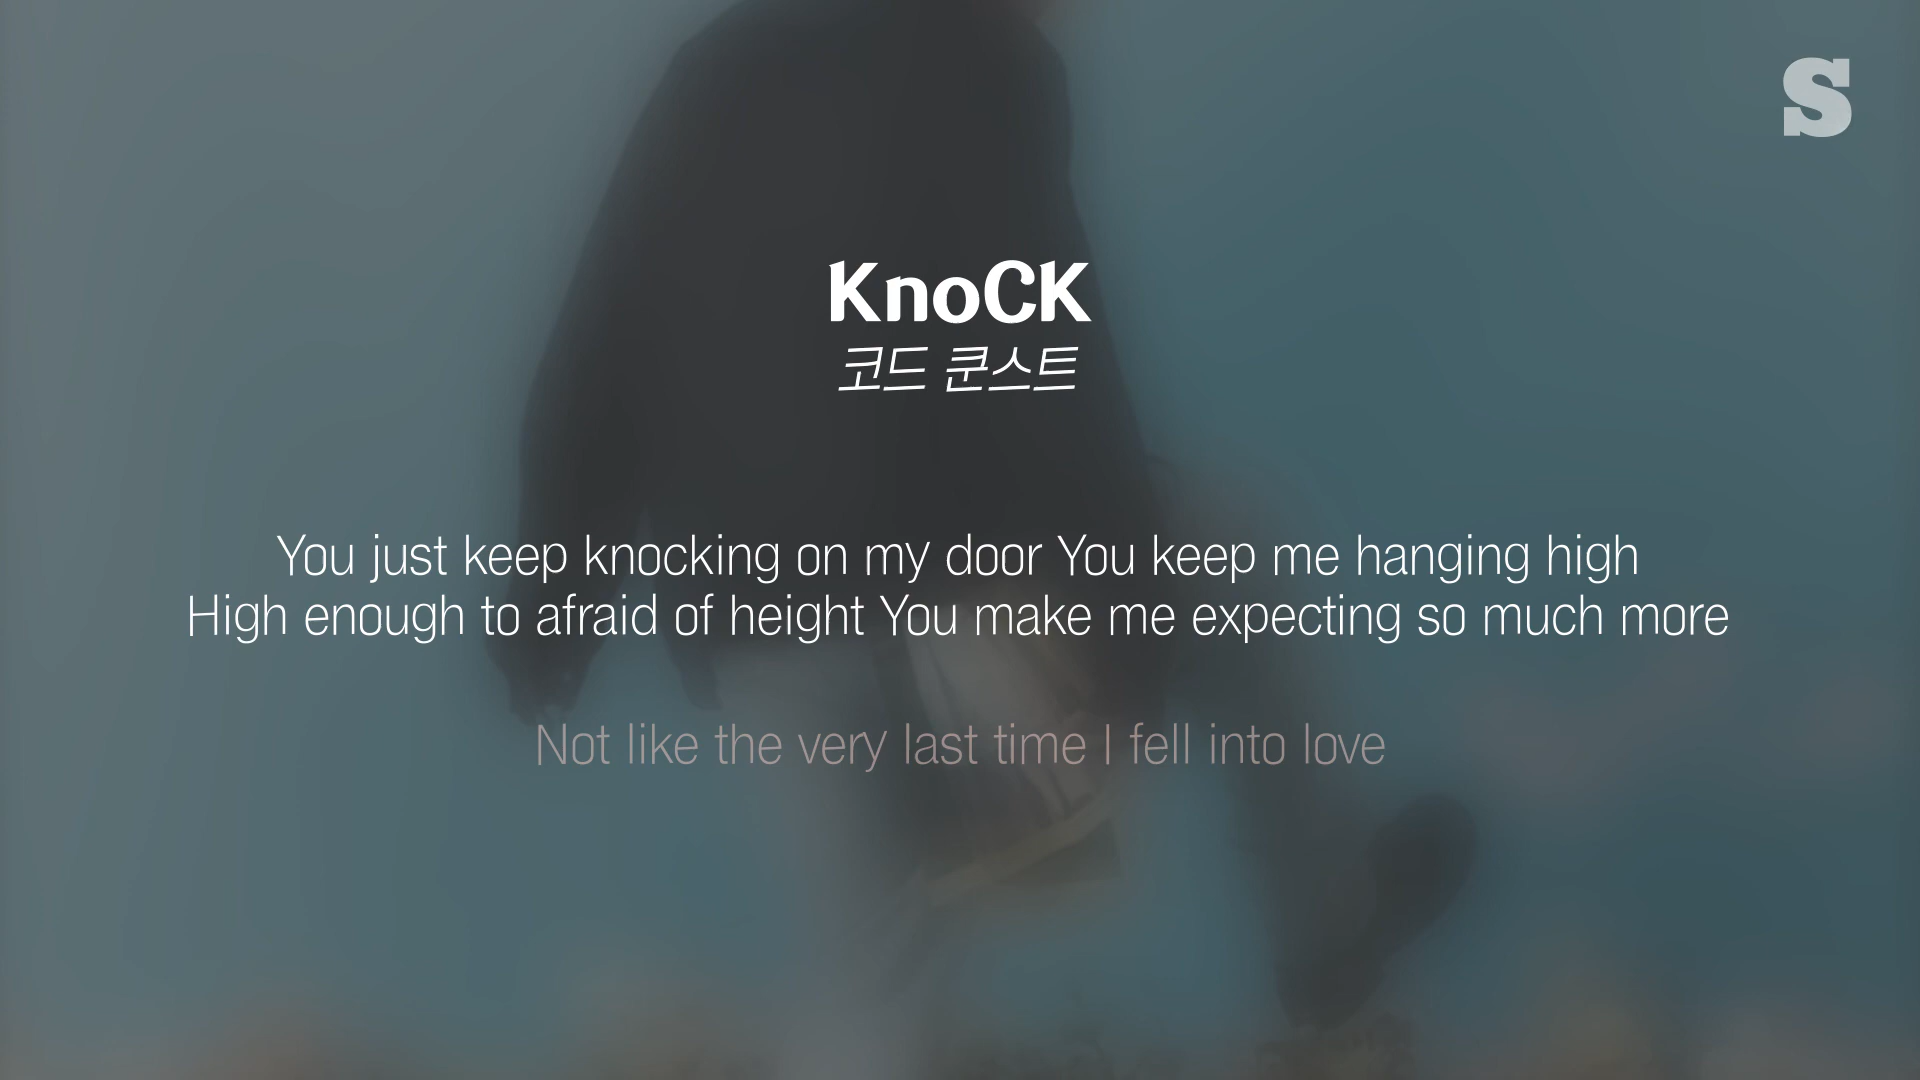 S
KnoCK
코드 쿤스트
You just keep knocking on my door You keep me hanging high
High enough to afraid of height You make me expecting so much more
Not like the very last time I fell into love